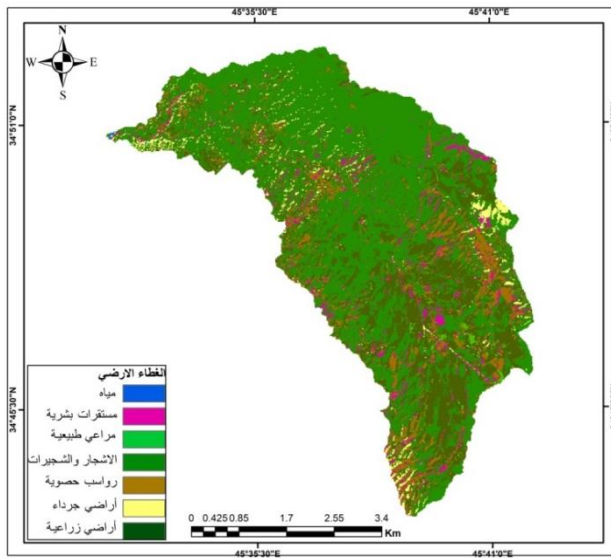 45°35'30"E
45°41'0"E
N
W
E
S
34°51'0"N
34°45'30"N
الغطاء الارضي
مياه
مستقرات بشرية
مراعي طبيعية
الاشجار والشجيرات
رواسب حصوية
أراضي جرداء
أراضي زراعية
0 0.425 0.85 1.7 2.55 3.4
Km
45°35'30"E
45°41'0"E